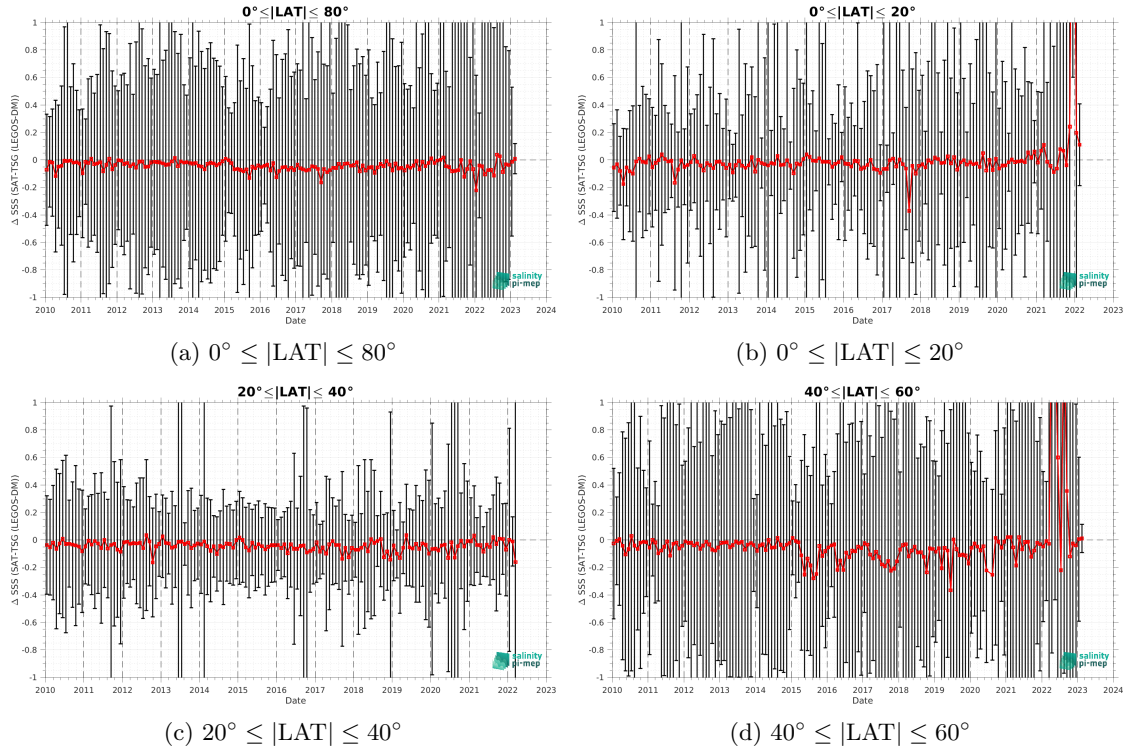 0°≤|LAT|≤ 80°
Δ SSS (SAT-TSG (LEGOS-DM))
1
0.8
0.6
0.4
0.2
0
-0.2
-0.4
-0.6
-0.8
-1
2010 2011 2012 2013 2014 2015 2016 2017 2018 2019 2020 2021 2022 2023 2024
Date
salinity
pi-mep
(a) 0° ≤ |LAT| ≤ 80°
0°≤|LAT|≤ 20°
Δ SSS (SAT-TSG (LEGOS-DM))
1
0.8
0.6
0.4
0.2
0
-0.2
-0.4
-0.6
-0.8
-1
2010 2011 2012 2013 2014 2015 2016 2017 2018 2019 2020 2021 2022 2023
Date
salinity
pi-mep
(b) 0° ≤ |LAT| ≤ 20°
20°≤|LAT|≤ 40°
Δ SSS (SAT-TSG (LEGOS-DM))
1
0.8
0.6
0.4
0.2
0
-0.2
-0.4
-0.6
-0.8
-1
2010 2011 2012 2013 2014 2015 2016 2017 2018 2019 2020 2021 2022 2023
Date
salinity
pi-mep
(c) 20° ≤ |LAT| ≤ 40°
40°≤|LAT|≤ 60°
Δ SSS (SAT-TSG (LEGOS-DM))
1
0.8
0.6
0.4
0.2
0
-0.2
-0.4
-0.6
-0.8
-1
2010 2011 2012 2013 2014 2015 2016 2017 2018 2019 2020 2021 2022 2023 2024
Date
salinity
pi-mep
(d) 40° ≤ |LAT| ≤ 60°